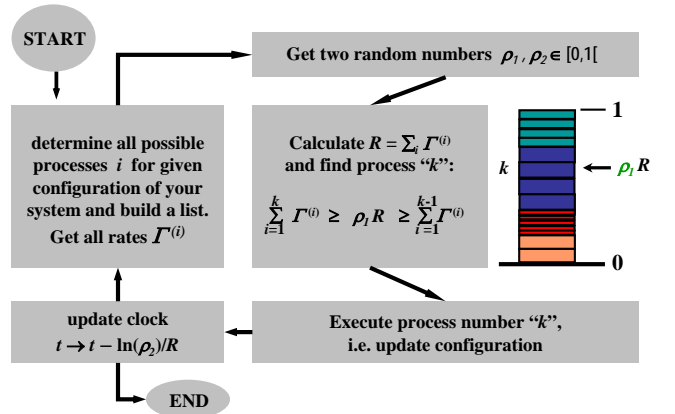 START
Get two random numbers ρ₁ , ρ₂ ∈ [0,1[
determine all possible
processes i for given
configuration of your
system and build a list.
Get all rates Γ⁽ⁱ⁾
Calculate R = ∑ᵢ Γ⁽ⁱ⁾
and find process “k”:
k
∑ Γ⁽ⁱ⁾ ≥ ρ₁R ≥ k-1
∑ Γ⁽ⁱ⁾
i=1 i=1
1
k
ρ₁R
0
update clock
t → t – ln(ρ₂)/R
Execute process number “k”,
i.e. update configuration
END